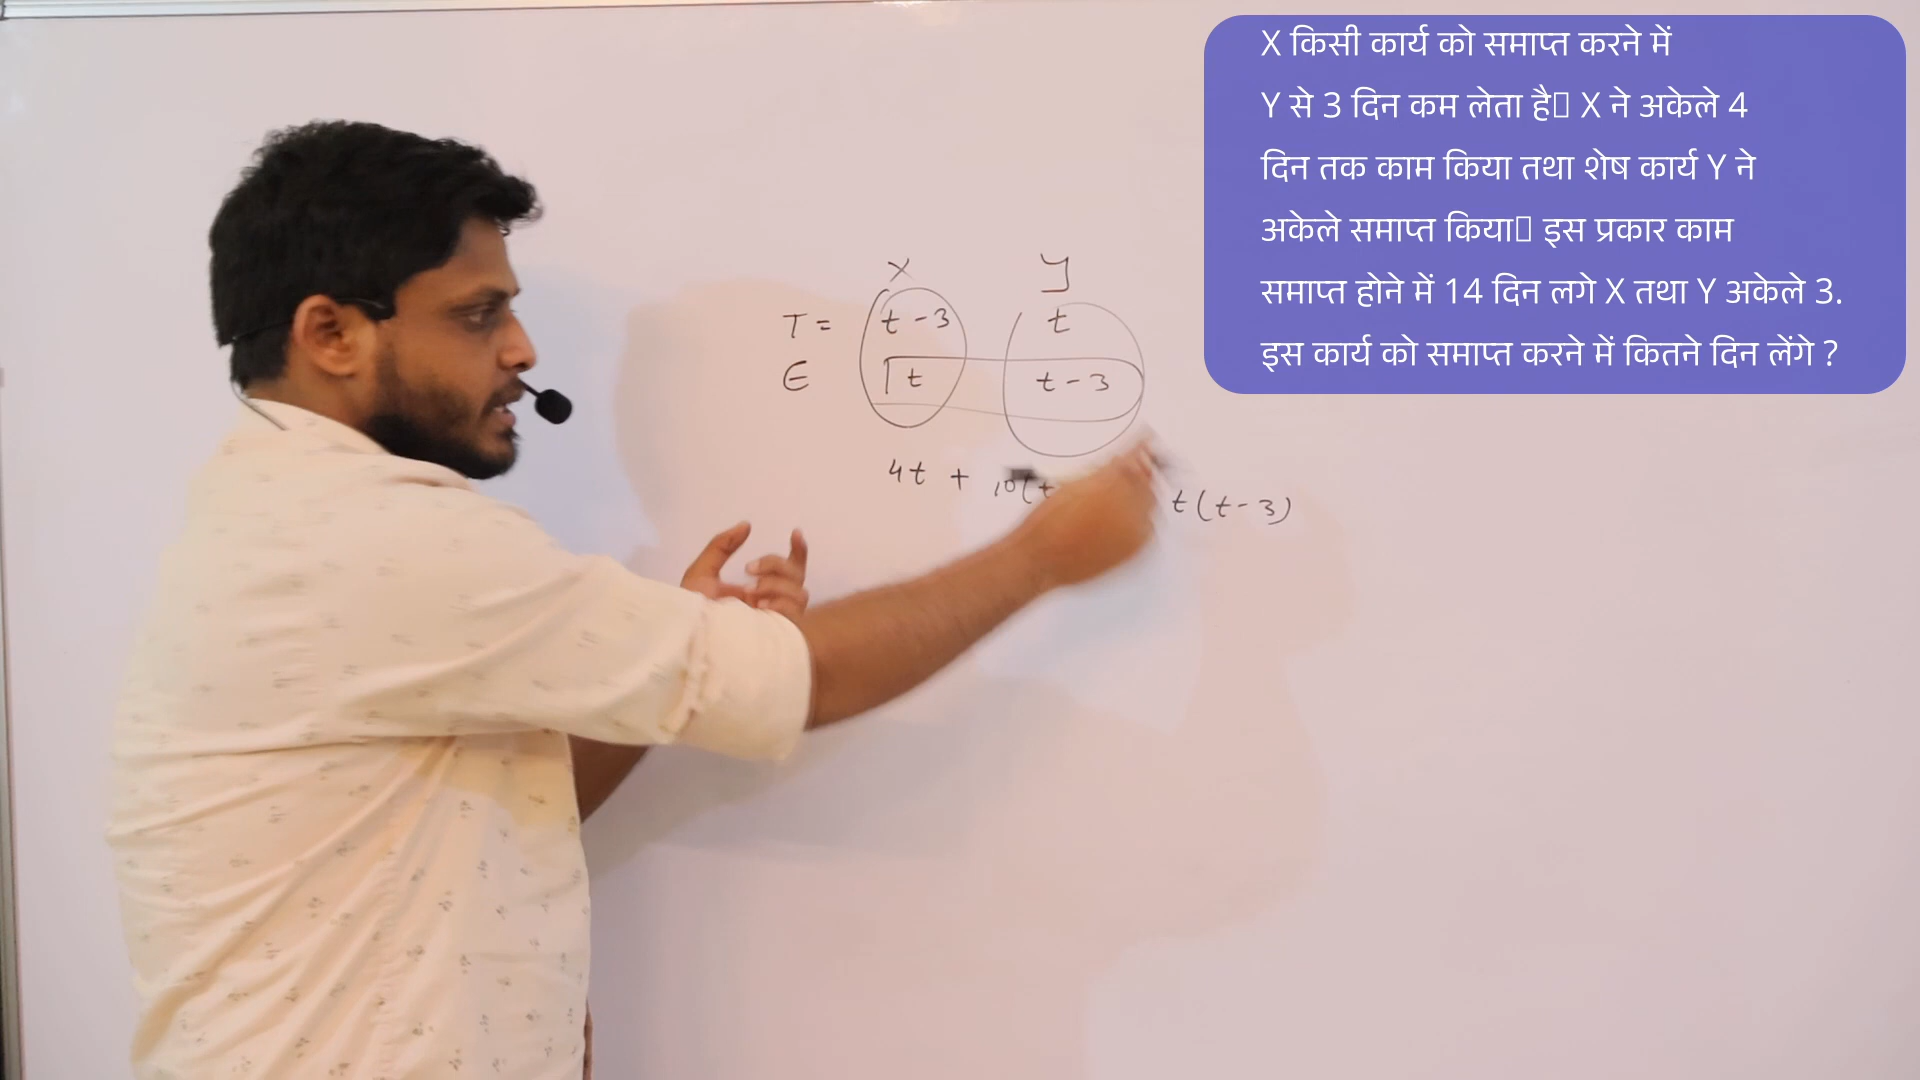 X किसी कार्य को समाप्त करने में
Y से 3 दिन कम लेता है X ने अकेले 4
दिन तक काम किया तथा शेष कार्य Y ने
अकेले समाप्त किया इस प्रकार काम
समाप्त होने में 14 दिन लगे X तथा Y अकेले 3.
इस कार्य को समाप्त करने में कितने दिन लेंगे ?
X Y
T = t - 3 t
E t t - 3
4t + 10(t t(t - 3)